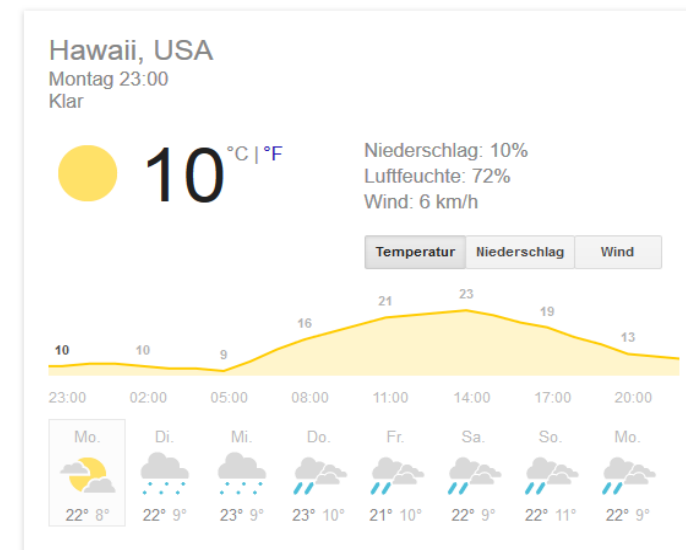 Hawaii, USA
Montag 23:00
Klar
10 °C | °F
Niederschlag: 10%
Luftfeuchte: 72%
Wind: 6 km/h
Temperatur Niederschlag Wind
10 10 9 16 21 23 19 13
23:00 02:00 05:00 08:00 11:00 14:00 17:00 20:00
Mo. Di. Mi. Do. Fr. Sa. So. Mo.
22° 8° 22° 9° 23° 9° 23° 10° 21° 10° 22° 9° 22° 11° 22° 9°